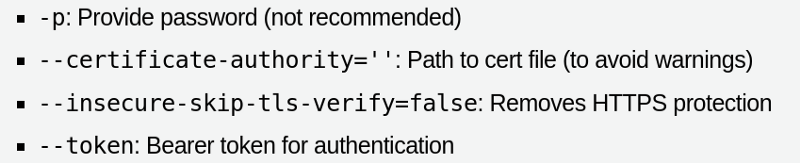 ▪ -p: Provide password (not recommended)
▪ --certificate-authority='': Path to cert file (to avoid warnings)
▪ --insecure-skip-tls-verify=false: Removes HTTPS protection
▪ --token: Bearer token for authentication